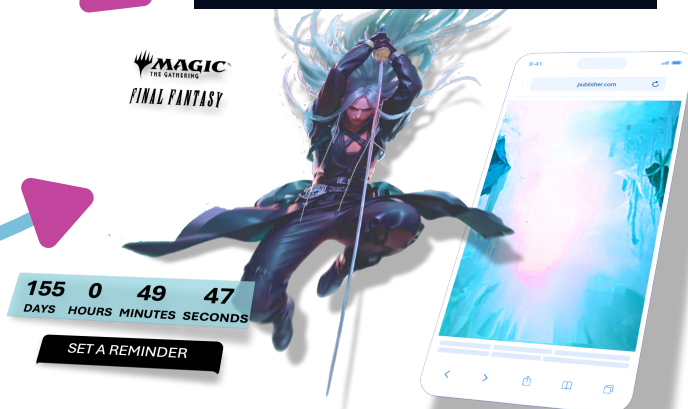 MAGIC
THE GATHERING
FINAL FANTASY
9:41
publisher.com
155 0 49 47
DAYS HOURS MINUTES SECONDS
SET A REMINDER